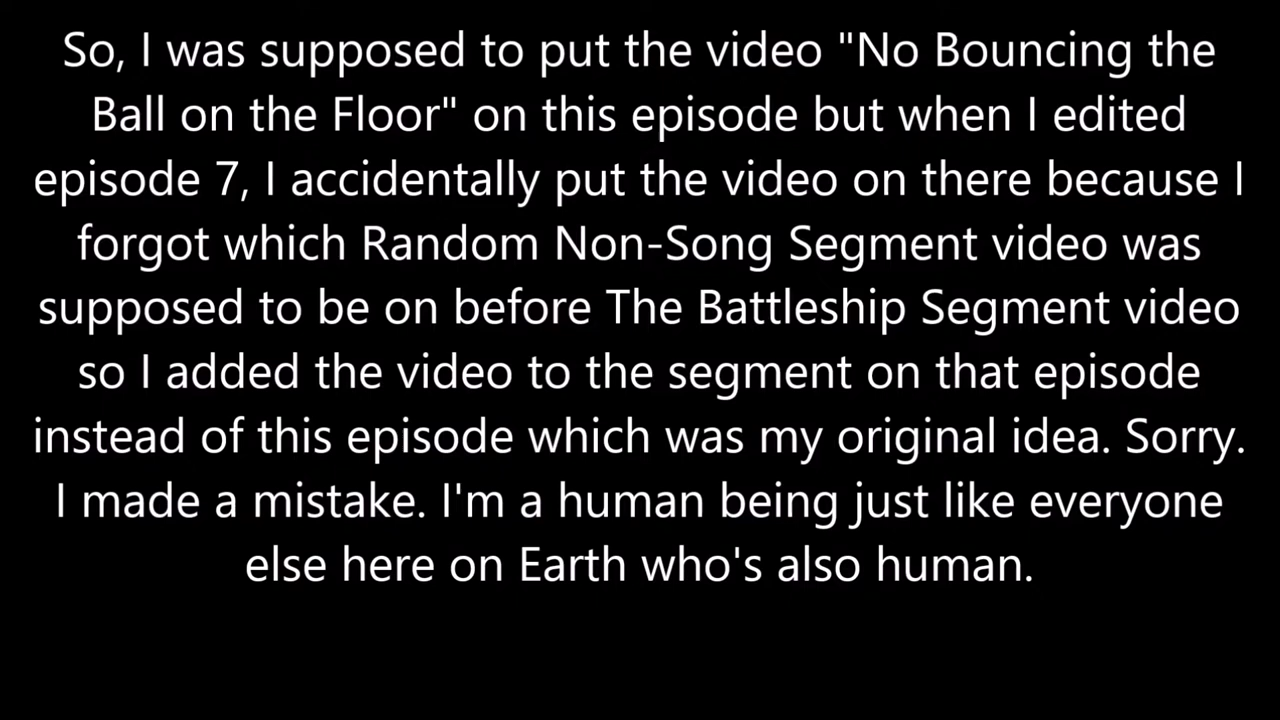 So, I was supposed to put the video "No Bouncing the
Ball on the Floor" on this episode but when I edited
episode 7, I accidentally put the video on there because I
forgot which Random Non-Song Segment video was
supposed to be on before The Battleship Segment video
so I added the video to the segment on that episode
instead of this episode which was my original idea. Sorry.
I made a mistake. I'm a human being just like everyone
else here on Earth who's also human.